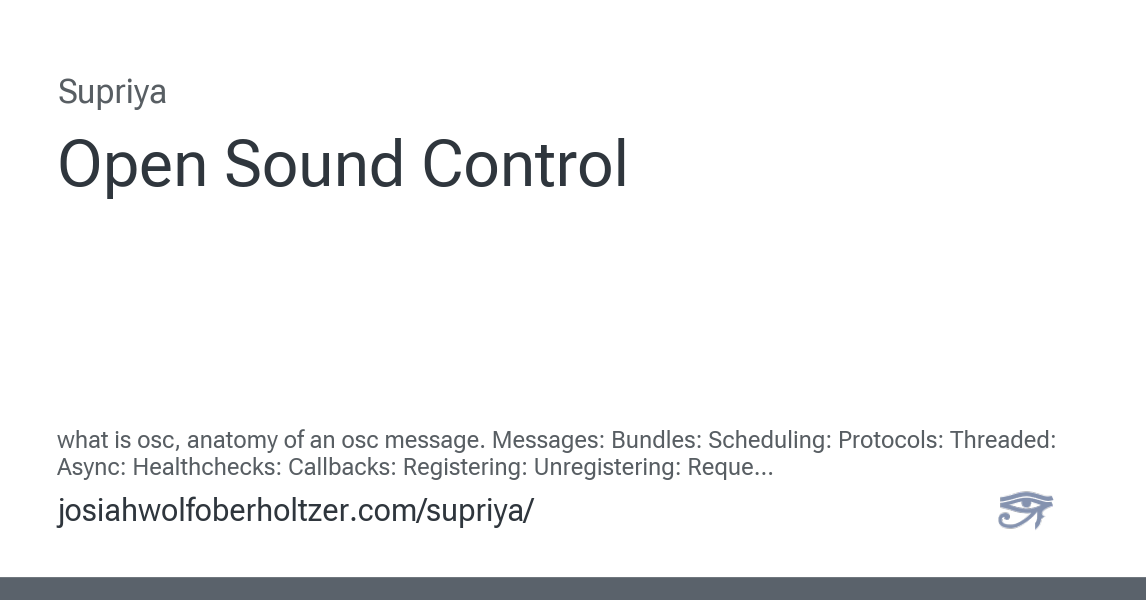 Supriya
Open Sound Control
what is osc, anatomy of an osc message. Messages: Bundles: Scheduling: Protocols: Threaded:
Async: Healthchecks: Callbacks: Registering: Unregistering: Reque...
josiahwolfoberholtzer.com/supriya/